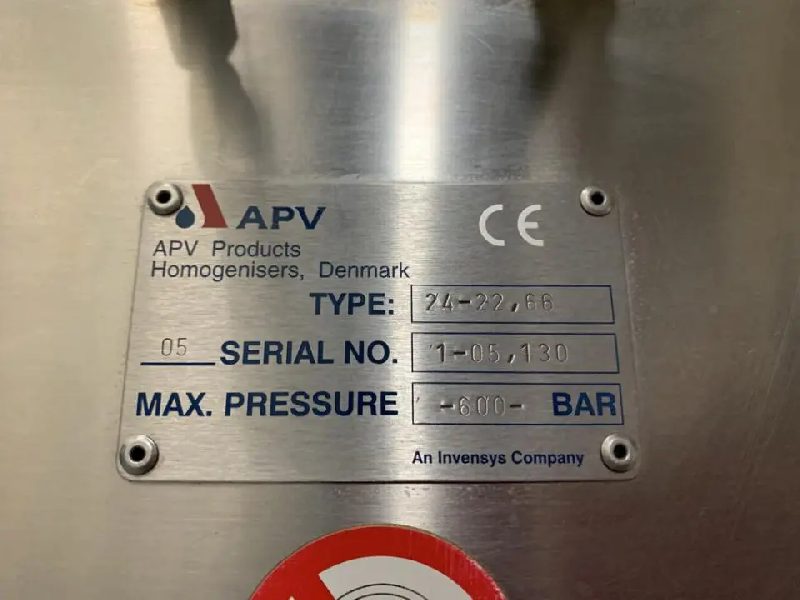 APV
CE
APV Products
Homogenisers, Denmark
TYPE: 24-22,66
05 SERIAL NO. 1-05,130
MAX. PRESSURE -600- BAR
An Invensys Company